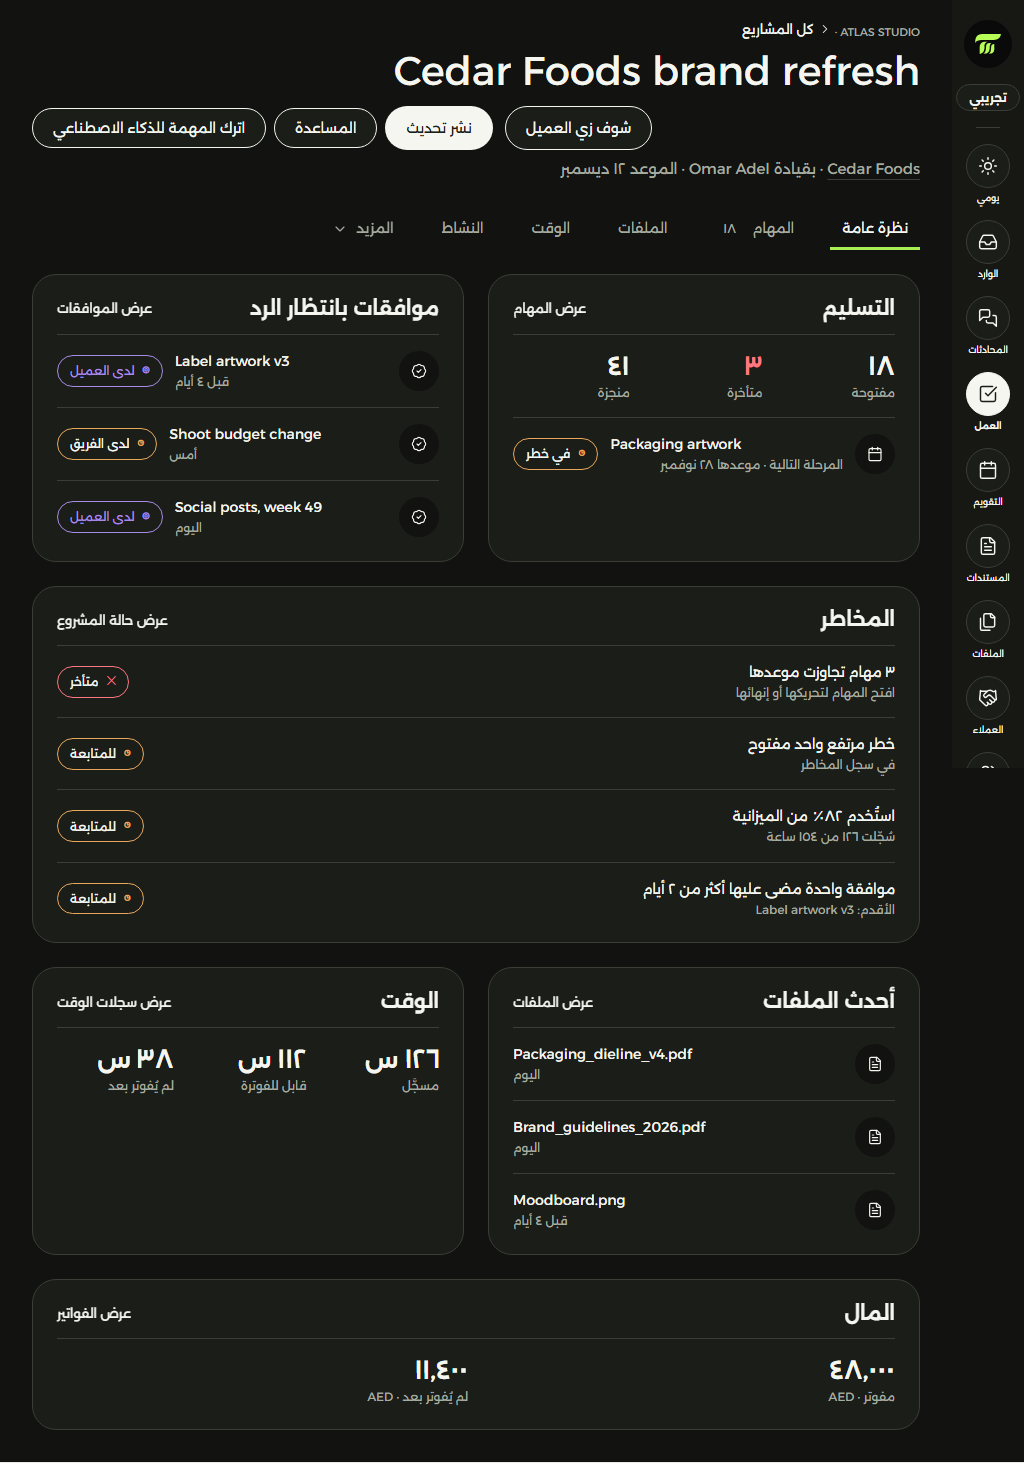 ATLAS STUDIO · كل المشاريع
Cedar Foods brand refresh
شوف زي العميل
نشر تحديث
المساعدة
اترك المهمة للذكاء الاصطناعي
Cedar Foods · بقيادة Omar Adel · الموعد ١٢ ديسمبر
نظرة عامة
المهام ١٨
الملفات
الوقت
النشاط
المزيد
تجريبي
يومي
الوارد
المحادثات
العمل
التقويم
المستندات
الملفات
العملاء
التسليم
عرض المهام
١٨
مفتوحة
٣
متأخرة
٤١
منجزة
Packaging artwork
المرحلة التالية · موعدها ٢٨ نوفمبر
في خطر
موافقات بانتظار الرد
عرض الموافقات
Label artwork v3
قبل ٤ أيام
لدى العميل
Shoot budget change
أمس
لدى الفريق
Social posts, week 49
اليوم
لدى العميل
المخاطر
عرض حالة المشروع
٣ مهام تجاوزت موعدها
افتح المهام لتحريكها أو إنهائها
متأخر
خطر مرتفع واحد مفتوح
في سجل المخاطر
للمتابعة
استُخدم ٨٢٪ من الميزانية
سُجّلت ١٢٦ من ١٥٤ ساعة
للمتابعة
موافقة واحدة مضى عليها أكثر من ٢ أيام
الأقدم: Label artwork v3
للمتابعة
أحدث الملفات
عرض الملفات
Packaging_dieline_v4.pdf
اليوم
Brand_guidelines_2026.pdf
اليوم
Moodboard.png
قبل ٤ أيام
الوقت
عرض سجلات الوقت
١٢٦ س
مسجَّل
١١٢ س
قابل للفوترة
٣٨ س
لم يُفوتر بعد
المال
عرض الفواتير
٤٨,٠٠٠
مفوتر · AED
١١,٤٠٠
لم يُفوتر بعد · AED